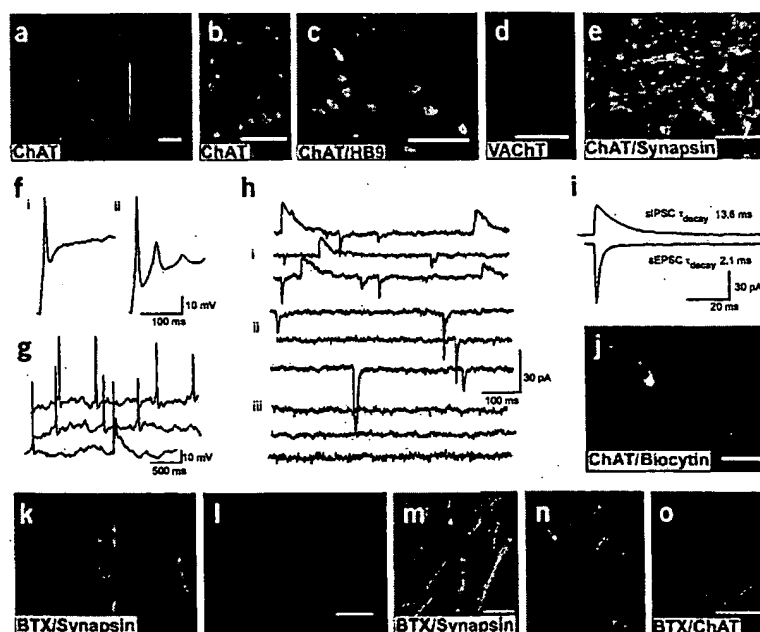 a b c d e
ChAT ChAT ChAT/HB9 VAChT ChAT/Synapsin
f h i
i ii
sIPSC τdecay 13,6 ms
i
sEPSC τdecay 2,1 ms
10 mV
100 ms
30 pA
20 ms
ii
g j
30 pA
100 ms
iii
10 mV
500 ms
ChAT/Biocytin
k l m n o
BTX/Synapsin BTX/Synapsin BTX/ChAT